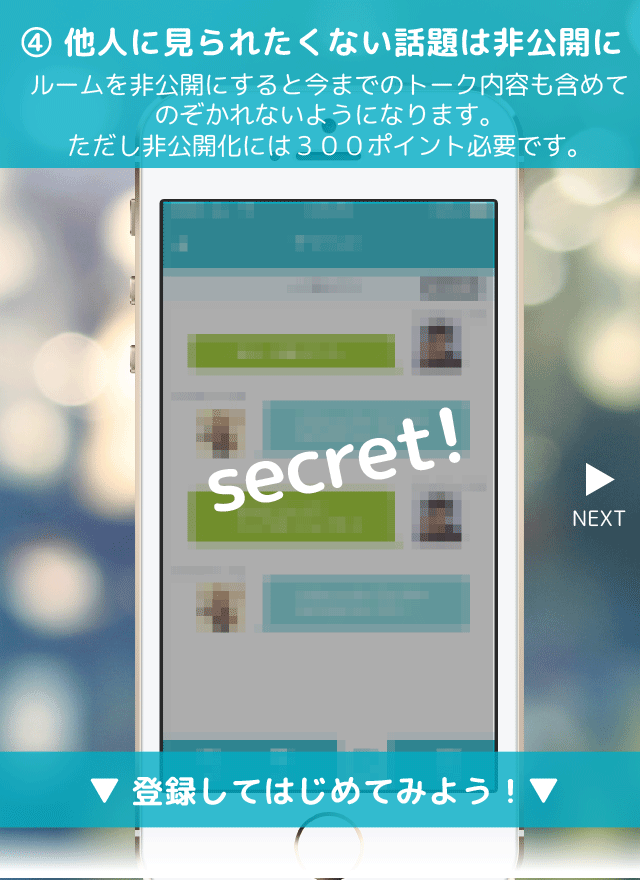 ④ 他人に見られたくない話題は非公開に
ルームを非公開にすると今までのトーク内容も含めて
のぞかれないようになります。
ただし非公開化には３００ポイント必要です。
secret!
▶
NEXT
▼ 登録してはじめてみよう！▼